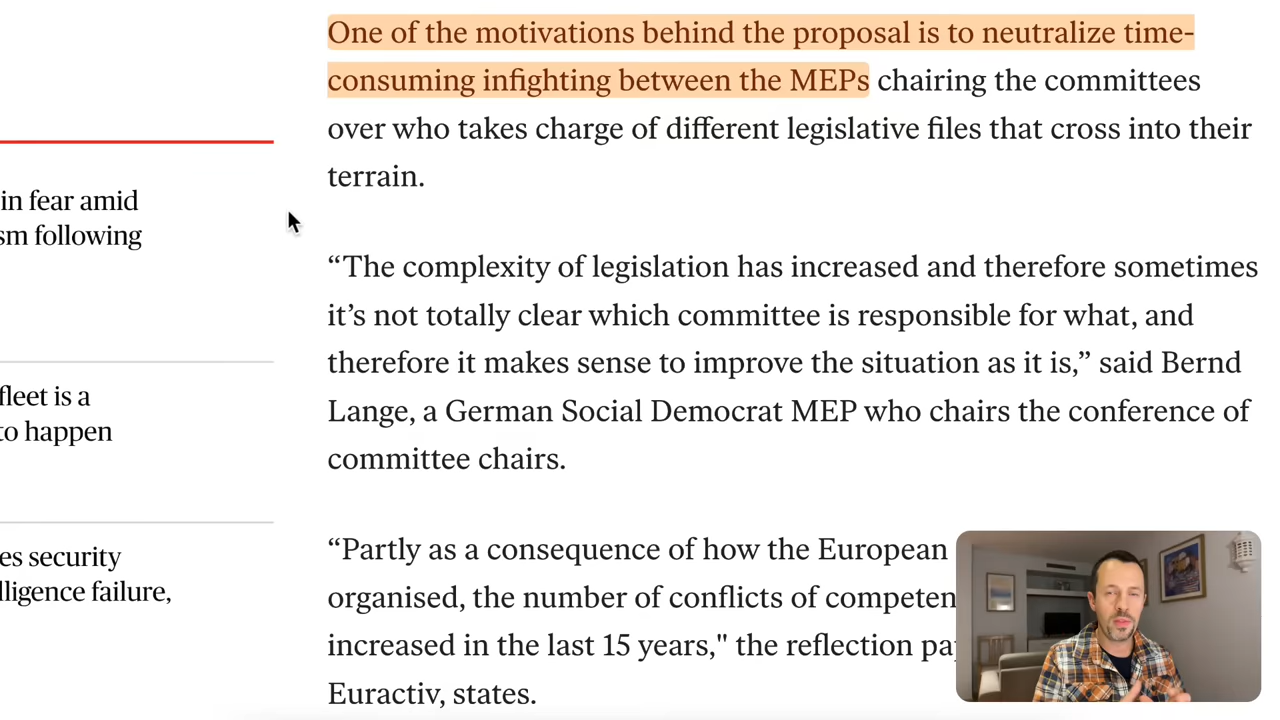 One of the motivations behind the proposal is to neutralize time-
consuming infighting between the MEPs chairing the committees
over who takes charge of different legislative files that cross into their
terrain.
“The complexity of legislation has increased and therefore sometimes
it’s not totally clear which committee is responsible for what, and
therefore it makes sense to improve the situation as it is,” said Bernd
Lange, a German Social Democrat MEP who chairs the conference of
committee chairs.
“Partly as a consequence of how the European
organised, the number of conflicts of competen
increased in the last 15 years," the reflection pa
Euractiv, states.
in fear amid
sm following
fleet is a
to happen
es security
lligence failure,